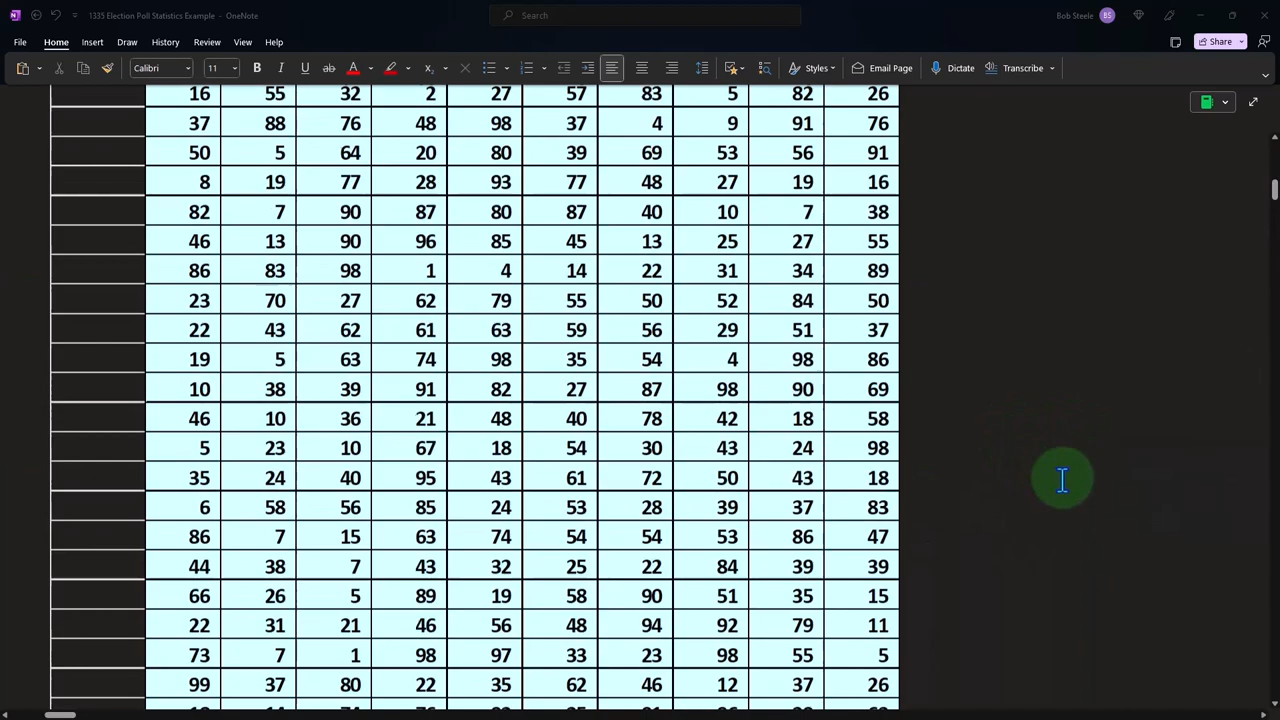 1335 Election Poll Statistics Example - OneNote
Search
Bob Steele BS
File Home Insert Draw History Review View Help
Share
Calibri 11 B I U ab A Styles Email Page Dictate Transcribe
16 55 32 2 27 57 83 5 82 26
37 88 76 48 98 37 4 9 91 76
50 5 64 20 80 39 69 53 56 91
8 19 77 28 93 77 48 27 19 16
82 7 90 87 80 87 40 10 7 38
46 13 90 96 85 45 13 25 27 55
86 83 98 1 4 14 22 31 34 89
23 70 27 62 79 55 50 52 84 50
22 43 62 61 63 59 56 29 51 37
19 5 63 74 98 35 54 4 98 86
10 38 39 91 82 27 87 98 90 69
46 10 36 21 48 40 78 42 18 58
5 23 10 67 18 54 30 43 24 98
35 24 40 95 43 61 72 50 43 18
6 58 56 85 24 53 28 39 37 83
86 7 15 63 74 54 54 53 86 47
44 38 7 43 32 25 22 84 39 39
66 26 5 89 19 58 90 51 35 15
22 31 21 46 56 48 94 92 79 11
73 7 1 98 97 33 23 98 55 5
99 37 80 22 35 62 46 12 37 26